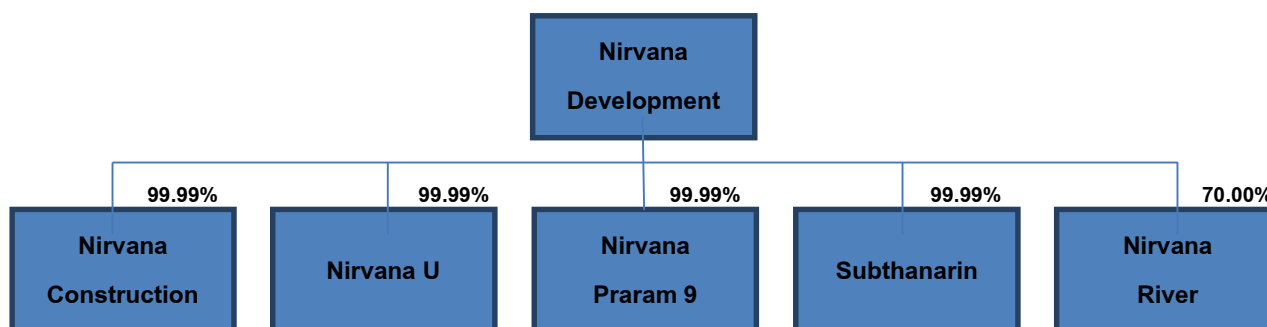 Nirvana
Development
99.99%
99.99%
99.99%
99.99%
70.00%
Nirvana
Construction
Nirvana U
Nirvana
Praram 9
Subthanarin
Nirvana
River